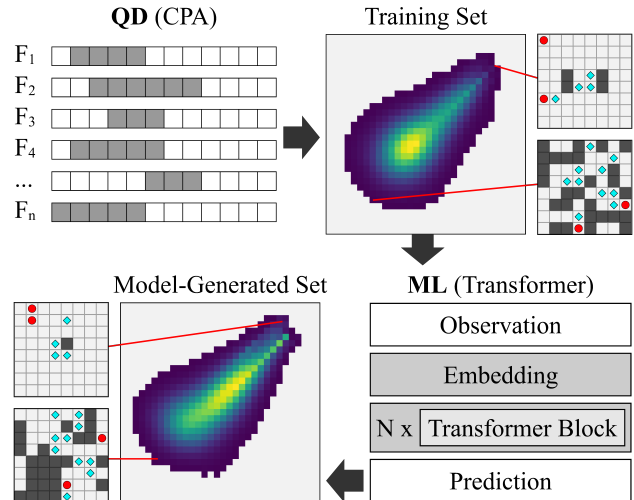 QD (CPA)
Training Set
F1
F2
F3
F4
...
Fn
Model-Generated Set
ML (Transformer)
Observation
Embedding
N x Transformer Block
Prediction